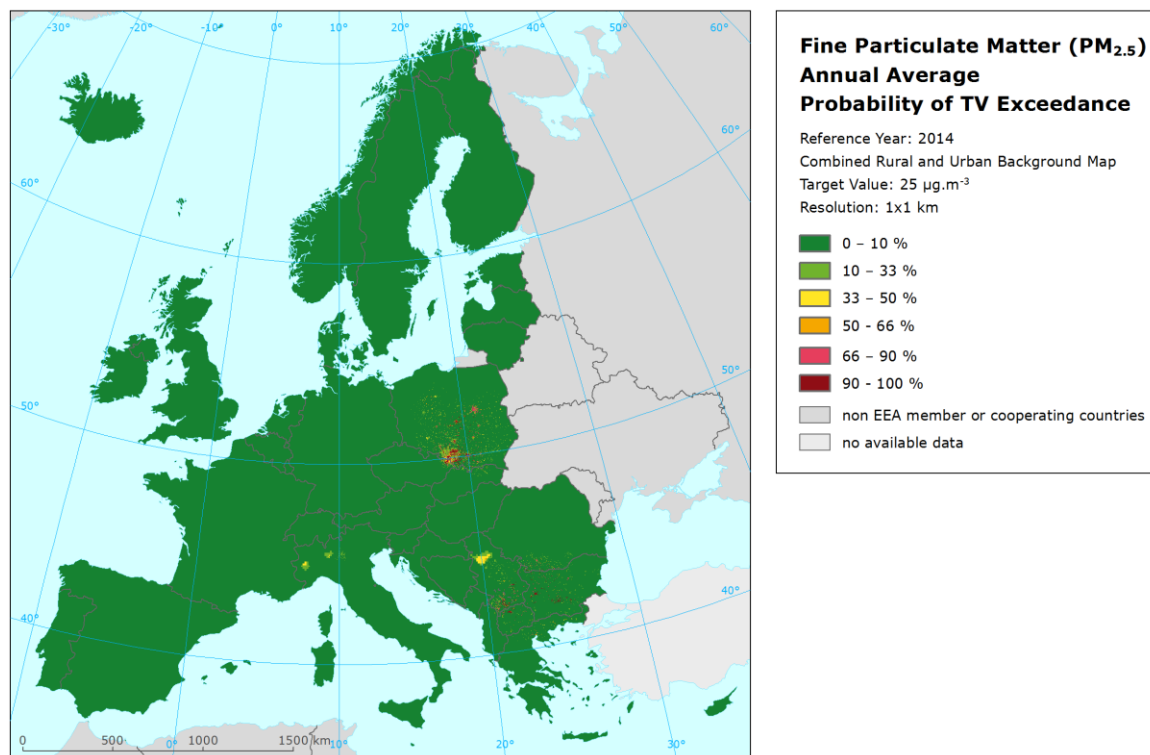 -30° -20° -10° 0° 10° 20° 30° 40° 50° 60°
60°
60°
50°
50°
50°
40°
40°
40°
0 500 1000 1500 km
0° 10° 20° 30°
Fine Particulate Matter (PM2.5)
Annual Average
Probability of TV Exceedance
Reference Year: 2014
Combined Rural and Urban Background Map
Target Value: 25 µg.m-3
Resolution: 1x1 km
0 – 10 %
10 – 33 %
33 – 50 %
50 - 66 %
66 – 90 %
90 - 100 %
non EEA member or cooperating countries
no available data